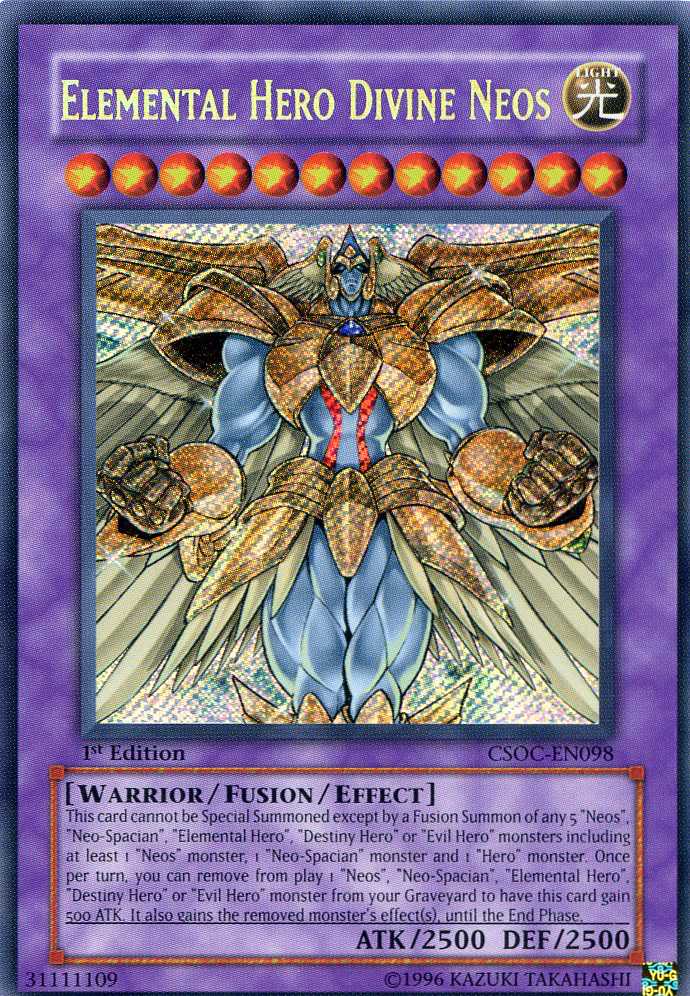 ELEMENTAL HERO DIVINE NEOS
LIGHT
光
1st Edition
CSOC-EN098
[WARRIOR/FUSION/EFFECT]
This card cannot be Special Summoned except by a Fusion Summon of any 5 "Neos",
"Neo-Spacian", "Elemental Hero", "Destiny Hero" or "Evil Hero" monsters including
at least 1 "Neos" monster, 1 "Neo-Spacian" monster and 1 "Hero" monster. Once
per turn, you can remove from play 1 "Neos", "Neo-Spacian", "Elemental Hero",
"Destiny Hero" or "Evil Hero" monster from your Graveyard to have this card gain
500 ATK. It also gains the removed monster's effect(s), until the End Phase.
ATK/2500 DEF/2500
31111109
©1996 KAZUKI TAKAHASHI